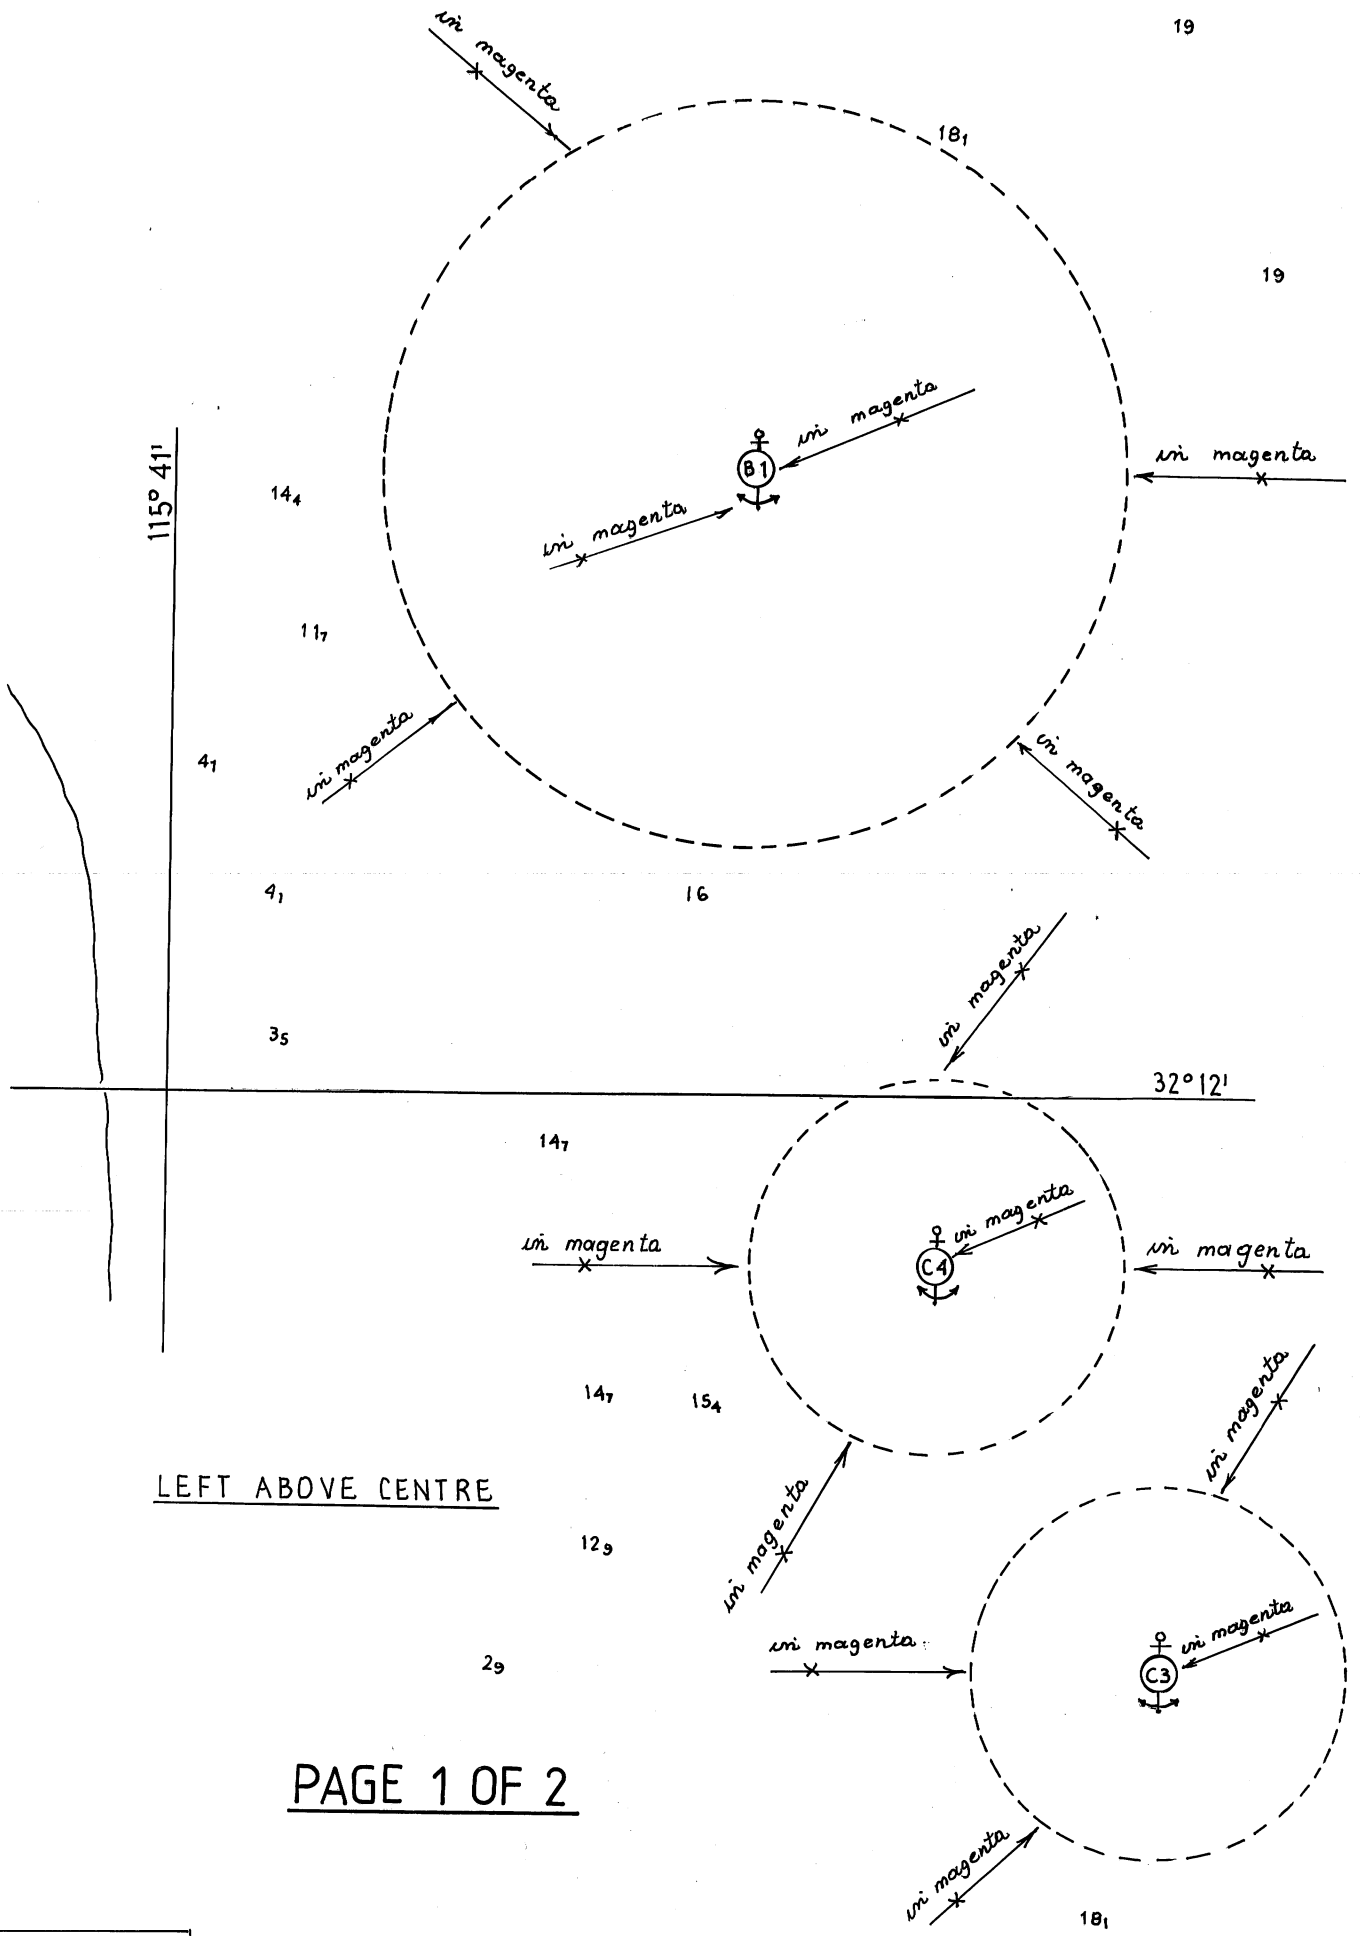 in magenta
19
18₁
19
in magenta
B1
in magenta
115° 41'
14₄
in magenta
11₇
in magenta
4₁
in magenta
4₁
16
in magenta
3₅
32° 12'
14₇
in magenta
in magenta
C4
in magenta
14₇
15₄
in magenta
LEFT ABOVE CENTRE
in magenta
12₉
in magenta
in magenta
C3
2₉
PAGE 1 OF 2
in magenta
18₁